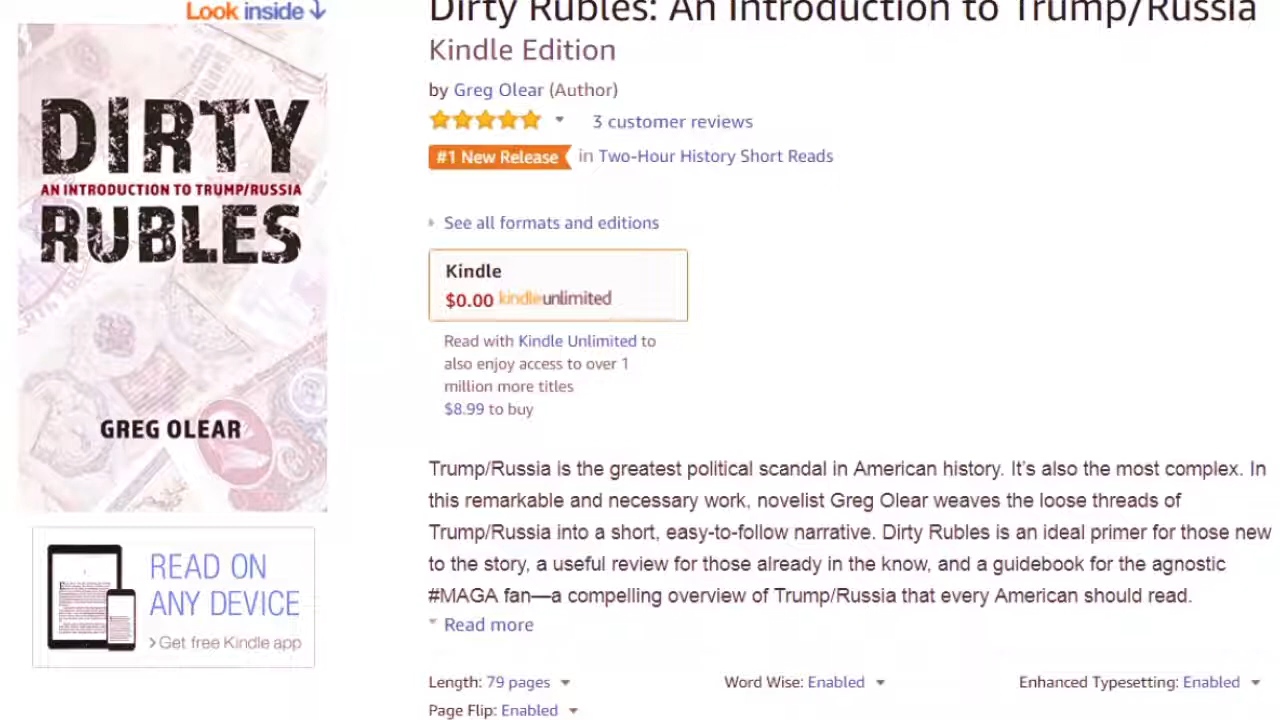 Look inside
Dirty Rubles: An Introduction to Trump/Russia
Kindle Edition
by Greg Olear (Author)
3 customer reviews
#1 New Release in Two-Hour History Short Reads
See all formats and editions
Kindle
$0.00 kindleunlimited
Read with Kindle Unlimited to
also enjoy access to over 1
million more titles
$8.99 to buy
DIRTY
AN INTRODUCTION TO TRUMP/RUSSIA
RUBLES
GREG OLEAR
Trump/Russia is the greatest political scandal in American history. It's also the most complex. In
this remarkable and necessary work, novelist Greg Olear weaves the loose threads of
Trump/Russia into a short, easy-to-follow narrative. Dirty Rubles is an ideal primer for those new
to the story, a useful review for those already in the know, and a guidebook for the agnostic
#MAGA fan—a compelling overview of Trump/Russia that every American should read.
Read more
READ ON
ANY DEVICE
›Get free Kindle app
Length: 79 pages
Word Wise: Enabled
Enhanced Typesetting: Enabled
Page Flip: Enabled